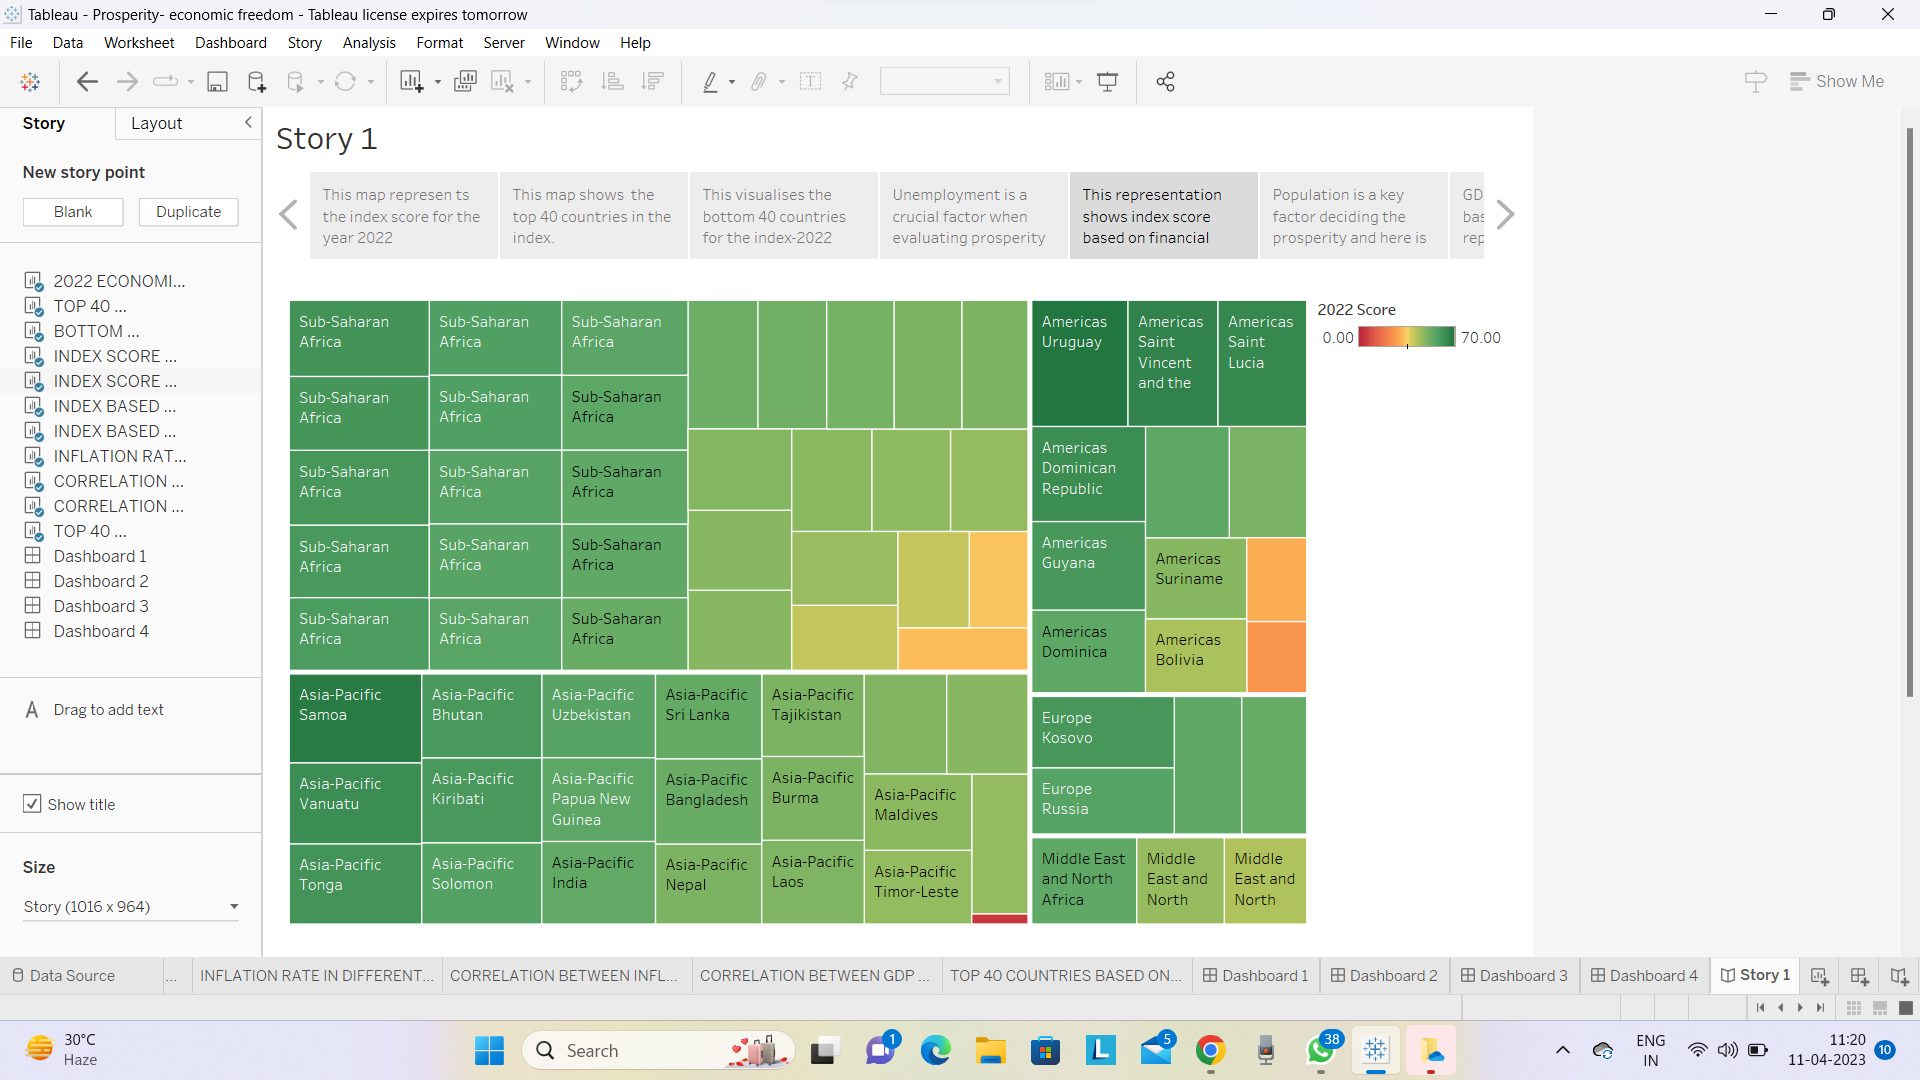 Tableau - Prosperity- economic freedom - Tableau license expires tomorrow
File Data Worksheet Dashboard Story Analysis Format Server Window Help
Show Me
Story
Layout
New story point
Blank
Duplicate
2022 ECONOMI...
TOP 40 ...
BOTTOM ...
INDEX SCORE ...
INDEX SCORE ...
INDEX BASED ...
INDEX BASED ...
INFLATION RAT...
CORRELATION ...
CORRELATION ...
TOP 40 ...
Dashboard 1
Dashboard 2
Dashboard 3
Dashboard 4
A Drag to add text
Show title
Size
Story (1016 x 964)
Story 1
This map represen ts
the index score for the
year 2022
This map shows the
top 40 countries in the
index.
This visualises the
bottom 40 countries
for the index-2022
Unemployment is a
crucial factor when
evaluating prosperity
This representation
shows index score
based on financial
Population is a key
factor deciding the
prosperity and here is
GD
bas
rep
Sub-Saharan
Africa
Sub-Saharan
Africa
Sub-Saharan
Africa
Sub-Saharan
Africa
Sub-Saharan
Africa
Sub-Saharan
Africa
Sub-Saharan
Africa
Sub-Saharan
Africa
Sub-Saharan
Africa
Sub-Saharan
Africa
Sub-Saharan
Africa
Sub-Saharan
Africa
Sub-Saharan
Africa
Sub-Saharan
Africa
Sub-Saharan
Africa
Americas
Uruguay
Americas
Saint
Vincent
and the
Americas
Saint
Lucia
Americas
Dominican
Republic
Americas
Guyana
Americas
Suriname
Americas
Dominica
Americas
Bolivia
Asia-Pacific
Samoa
Asia-Pacific
Bhutan
Asia-Pacific
Uzbekistan
Asia-Pacific
Sri Lanka
Asia-Pacific
Tajikistan
Asia-Pacific
Vanuatu
Asia-Pacific
Kiribati
Asia-Pacific
Papua New
Guinea
Asia-Pacific
Bangladesh
Asia-Pacific
Burma
Asia-Pacific
Maldives
Asia-Pacific
Tonga
Asia-Pacific
Solomon
Asia-Pacific
India
Asia-Pacific
Nepal
Asia-Pacific
Laos
Asia-Pacific
Timor-Leste
Europe
Kosovo
Europe
Russia
Middle East
and North
Africa
Middle
East and
North
Middle
East and
North
2022 Score
0.00
70.00
Data Source
...
INFLATION RATE IN DIFFERENT...
CORRELATION BETWEEN INFL...
CORRELATION BETWEEN GDP ...
TOP 40 COUNTRIES BASED ON...
Dashboard 1
Dashboard 2
Dashboard 3
Dashboard 4
Story 1
30°C
Haze
Search
1
L
5
38
ENG
IN
11:20
11-04-2023
10